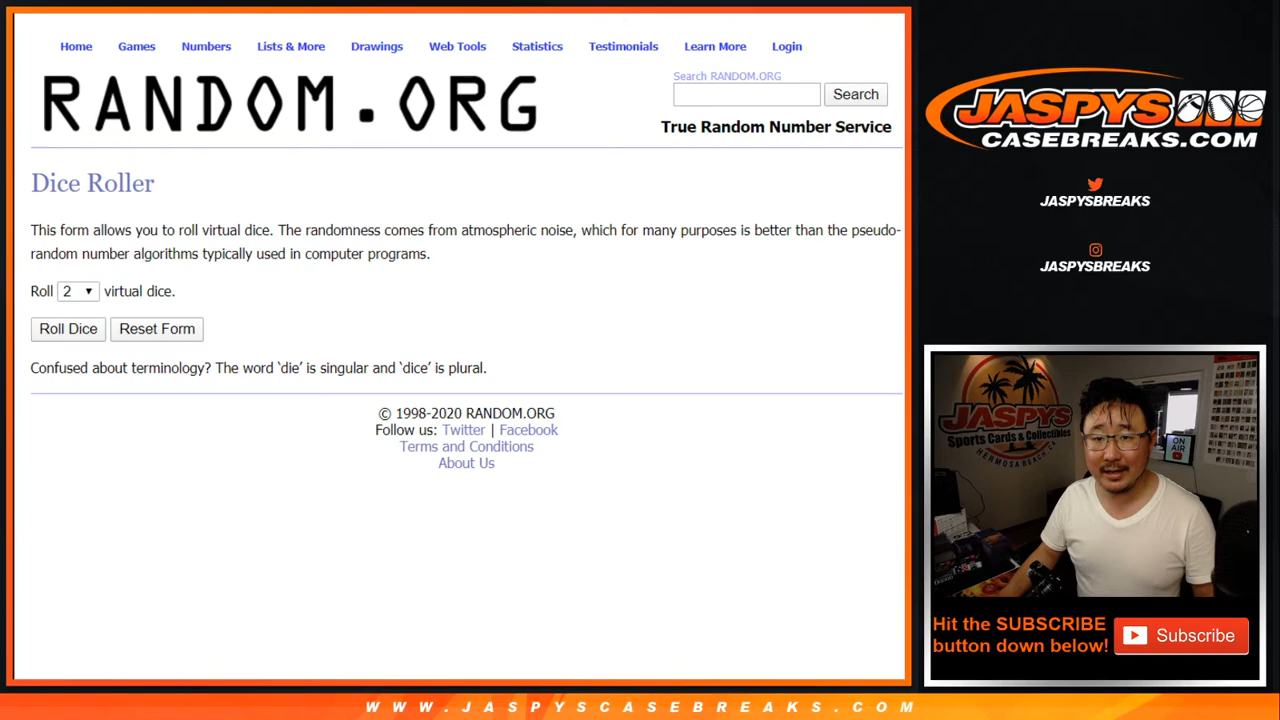 Home Games Numbers Lists & More Drawings Web Tools Statistics Testimonials Learn More Login
RANDOM.ORG
Search RANDOM.ORG
Search
True Random Number Service
Dice Roller
This form allows you to roll virtual dice. The randomness comes from atmospheric noise, which for many purposes is better than the pseudo-
random number algorithms typically used in computer programs.
Roll 2 virtual dice.
Roll Dice Reset Form
Confused about terminology? The word ‘die’ is singular and ‘dice’ is plural.
© 1998-2020 RANDOM.ORG
Follow us: Twitter | Facebook
Terms and Conditions
About Us
JASPYS
CASEBREAKS.COM
JASPYSBREAKS
JASPYSBREAKS
JASPYS
Sports Cards & Collectibles
HERMOSA BEACH, CA
ON
AIR
Hit the SUBSCRIBE
button down below!
Subscribe
WWW.JASPYSCASEBREAKS.COM